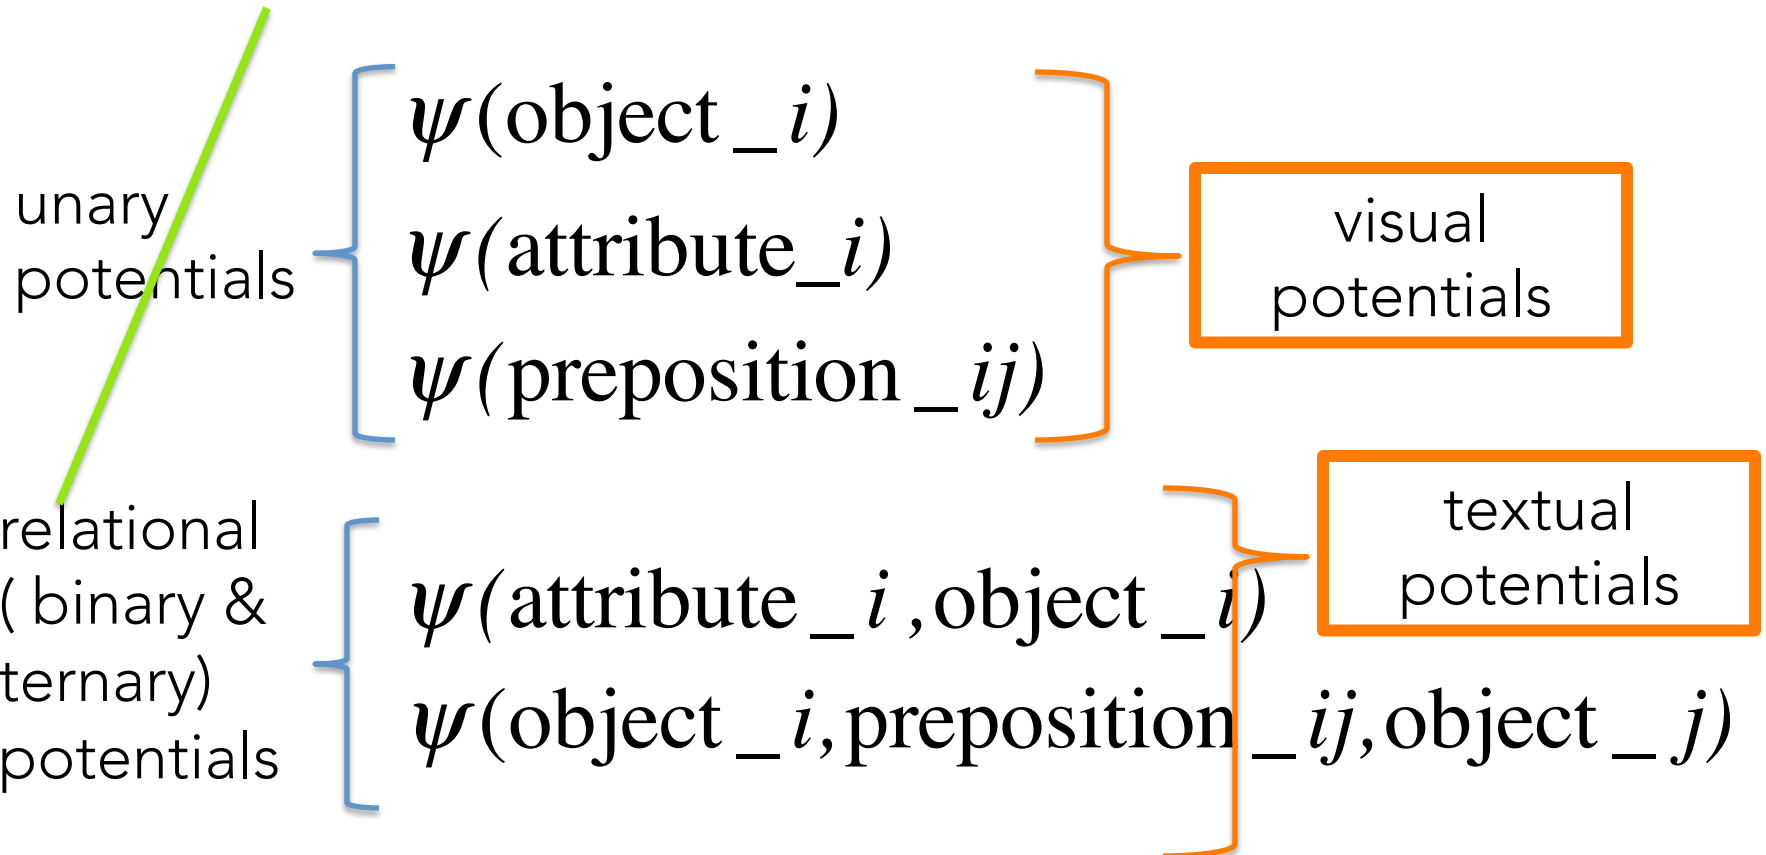 ψ(object_i)
unary
potentials
ψ(attribute_i)
visual
potentials
ψ(preposition_ij)
relational
( binary &
ternary)
potentials
textual
potentials
ψ(attribute_i ,object_i)
ψ(object_i,preposition_ij,object_j)